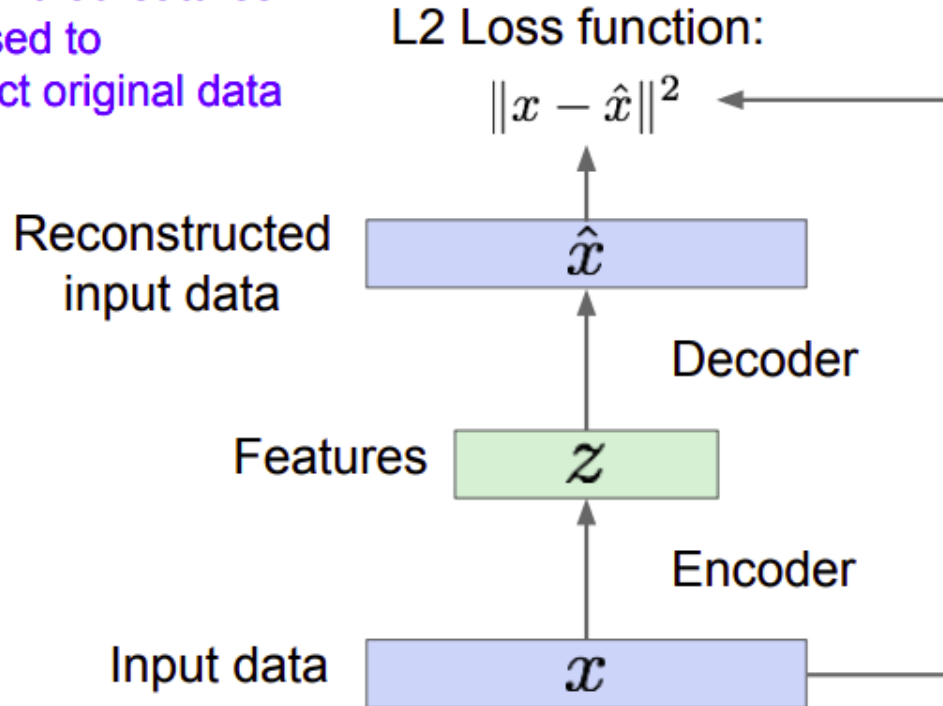 sed to
ct original data
L2 Loss function:
‖x − x̂‖²
Reconstructed
input data
x̂
Decoder
Features
z
Encoder
Input data
x